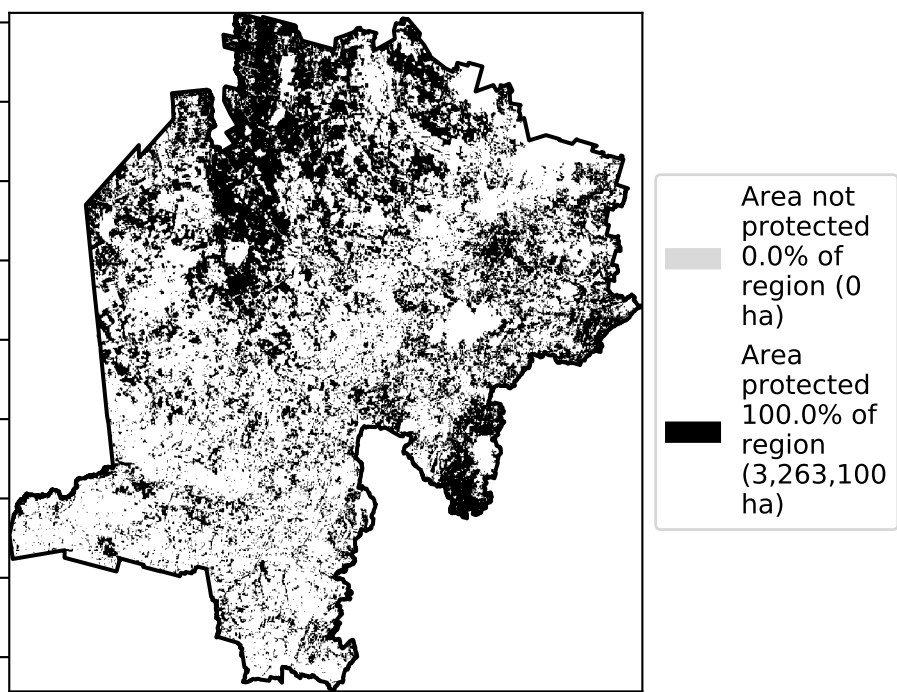 Area not
protected
0.0% of
region (0
ha)
Area
protected
100.0% of
region
(3,263,100
ha)